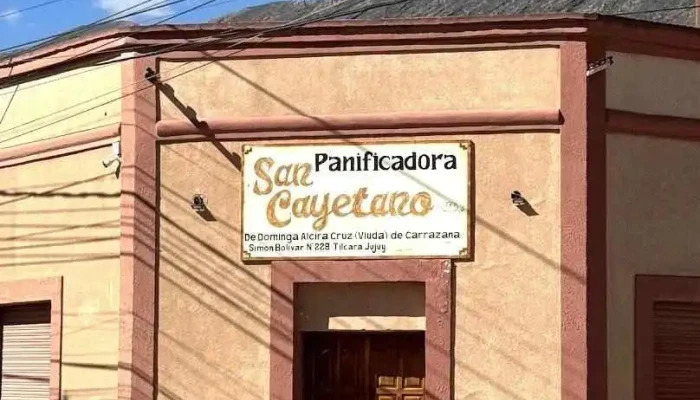 Panificadora
San
Cayetano
De Dominga Alcira Cruz (Viuda) de Carrazana
Simon Bolivar N° 228 Tilcara Jujuy